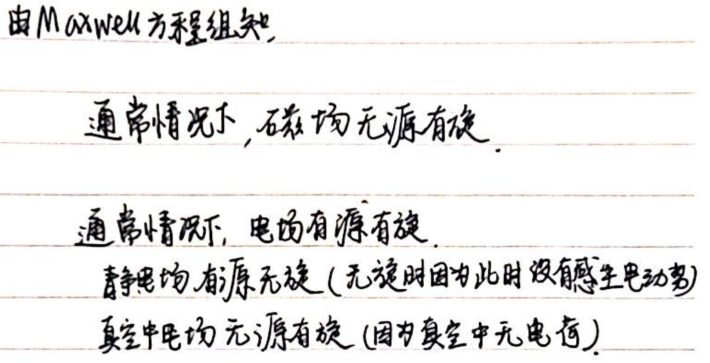 由Maxwell方程组知,
通常情况下,磁场无源有旋.
通常情况下,电场有源有旋.
静电场有源无旋(无旋时因为此时没有感生电动势)
真空中电场无源有旋(因为真空中无电荷)